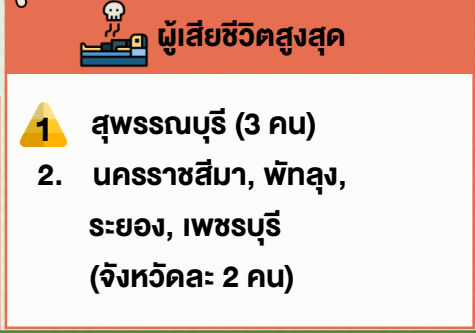 ผู้เสียชีวิตสูงสุด
1 สุพรรณบุรี (3 คน)
2. นครราชสีมา, พัทลุง,
ระยอง, เพชรบุรี
(จังหวัดละ 2 คน)